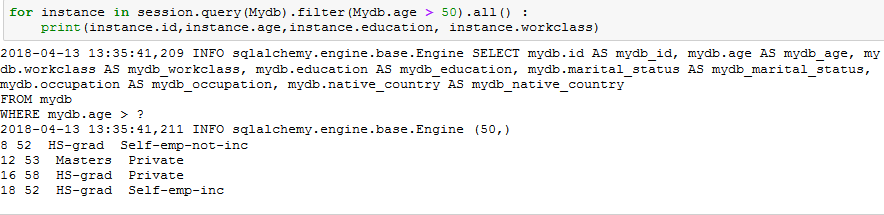 for instance in session.query(Mydb).filter(Mydb.age > 50).all() :
    print(instance.id,instance.age,instance.education, instance.workclass)
2018-04-13 13:35:41,209 INFO sqlalchemy.engine.base.Engine SELECT mydb.id AS mydb_id, mydb.age AS mydb_age, my
db.workclass AS mydb_workclass, mydb.education AS mydb_education, mydb.marital_status AS mydb_marital_status,
mydb.occupation AS mydb_occupation, mydb.native_country AS mydb_native_country
FROM mydb
WHERE mydb.age > ?
2018-04-13 13:35:41,211 INFO sqlalchemy.engine.base.Engine (50,)
8 52  HS-grad  Self-emp-not-inc
12 53  Masters  Private
16 58  HS-grad  Private
18 52  HS-grad  Self-emp-inc